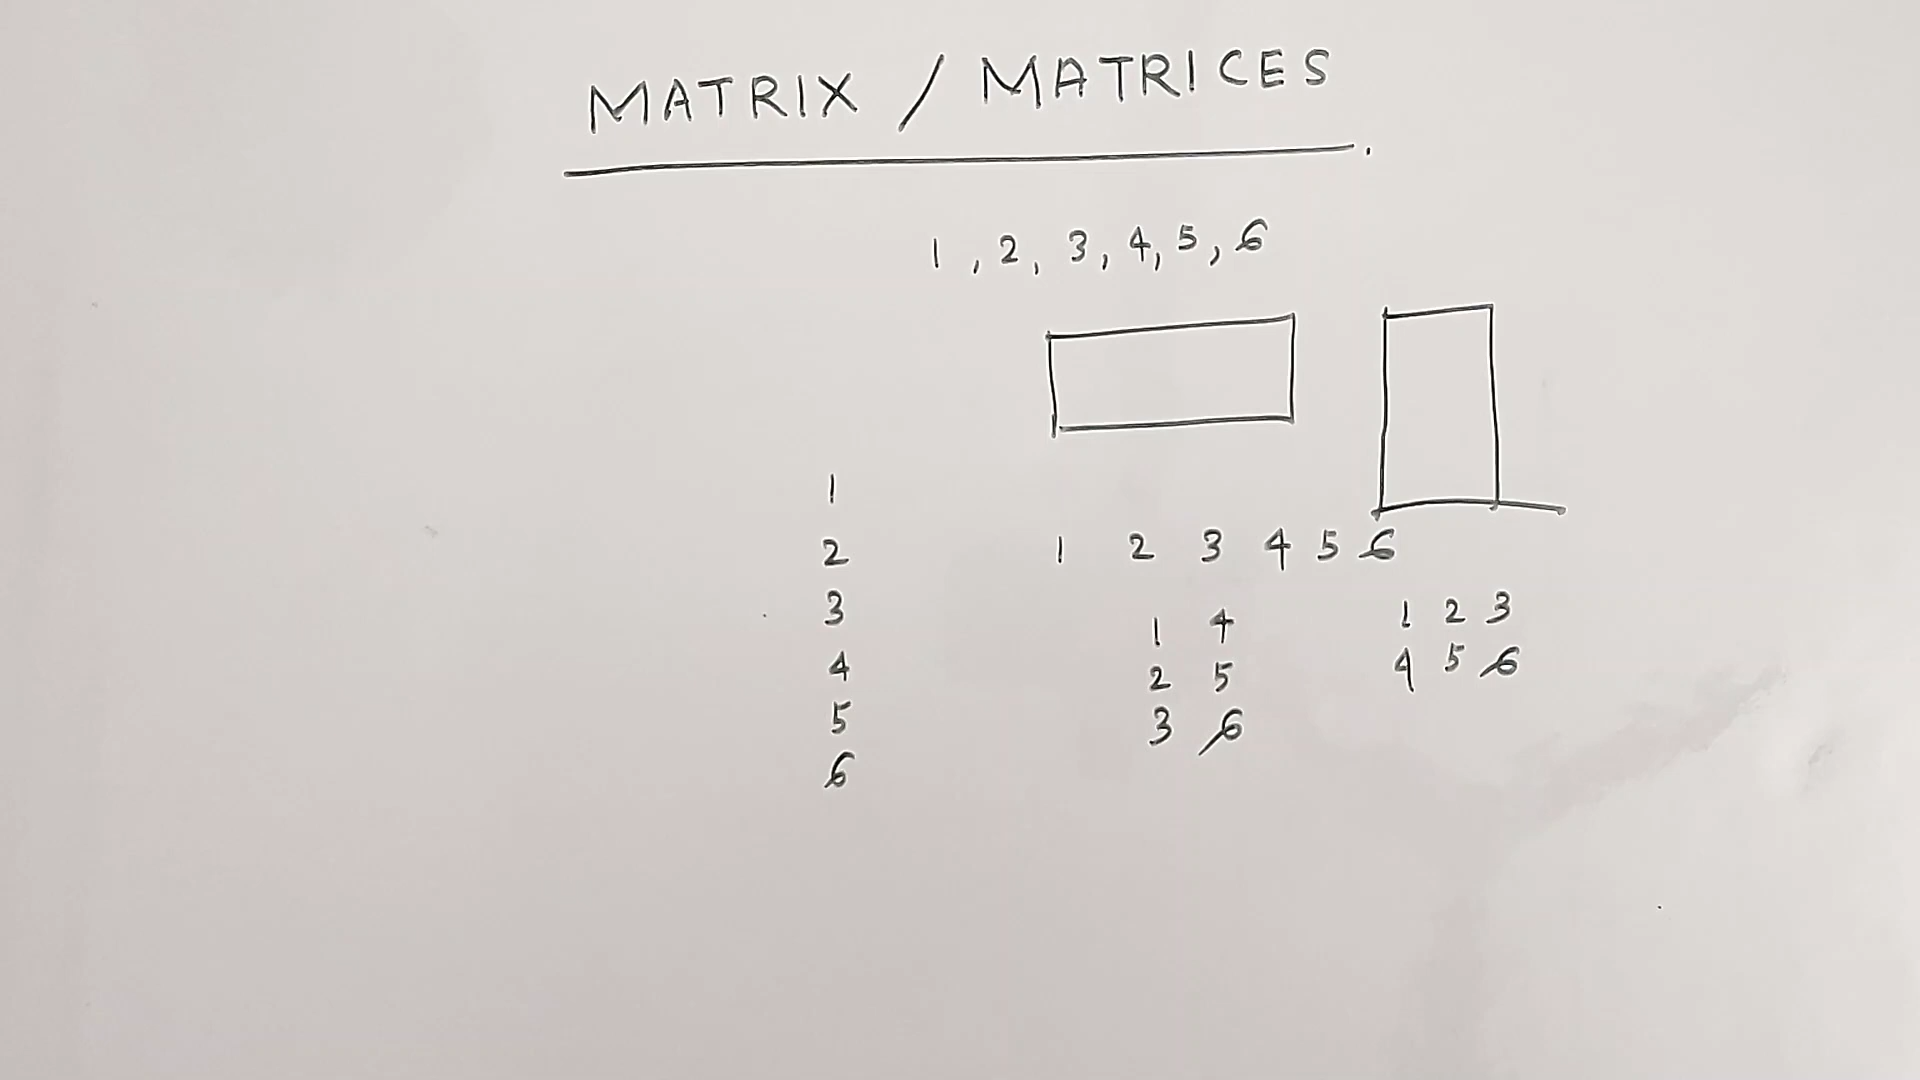 MATRIX / MATRICES
1, 2, 3, 4, 5, 6
1
2
3
4
5
6
1 2 3 4 5 6
1 4
2 5
3 6
1 2 3
4 5 6